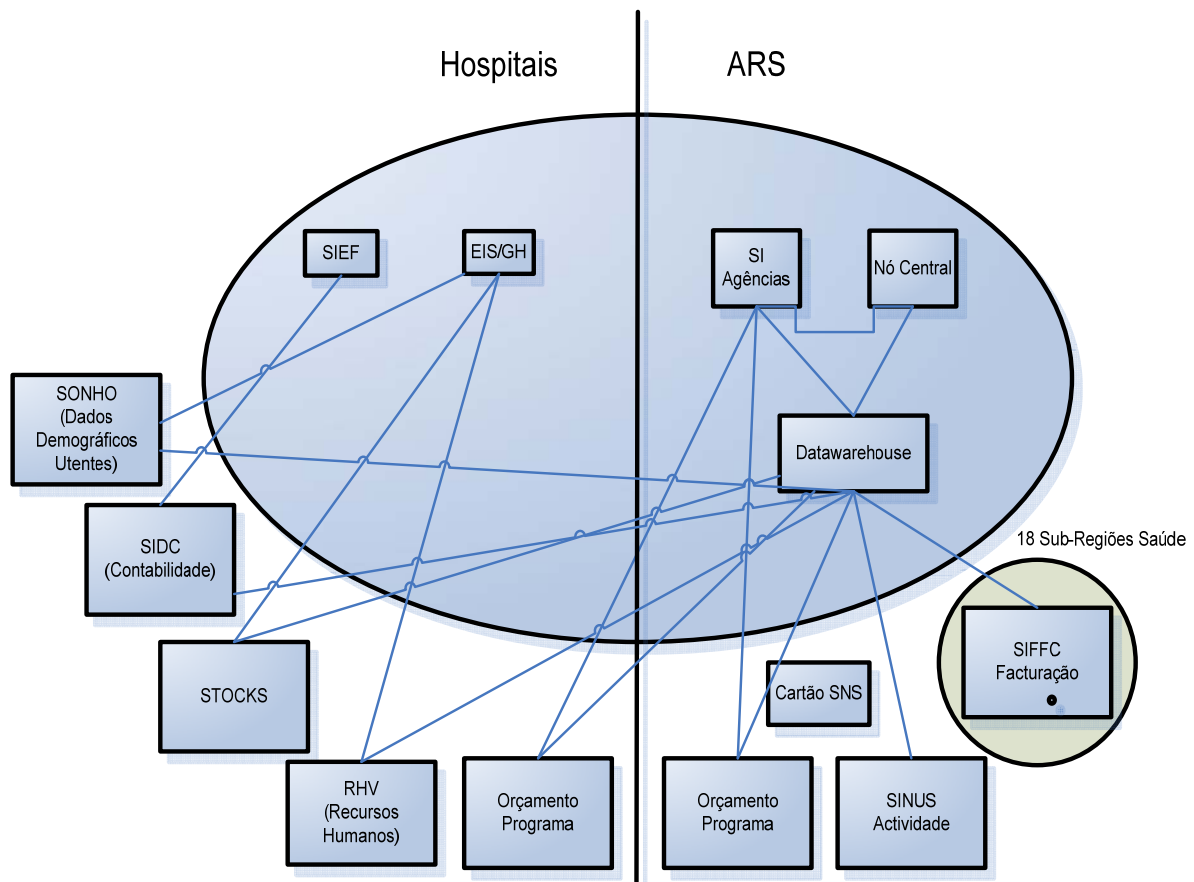 Hospitais
ARS
SIEF
EIS/GH
SI
Agências
Nó Central
SONHO
(Dados
Demográficos
Utentes)
Datawarehouse
SIDC
(Contabilidade)
18 Sub-Regiões Saúde
SIFFC
Facturação
STOCKS
Cartão SNS
RHV
(Recursos
Humanos)
Orçamento
Programa
Orçamento
Programa
SINUS
Actividade